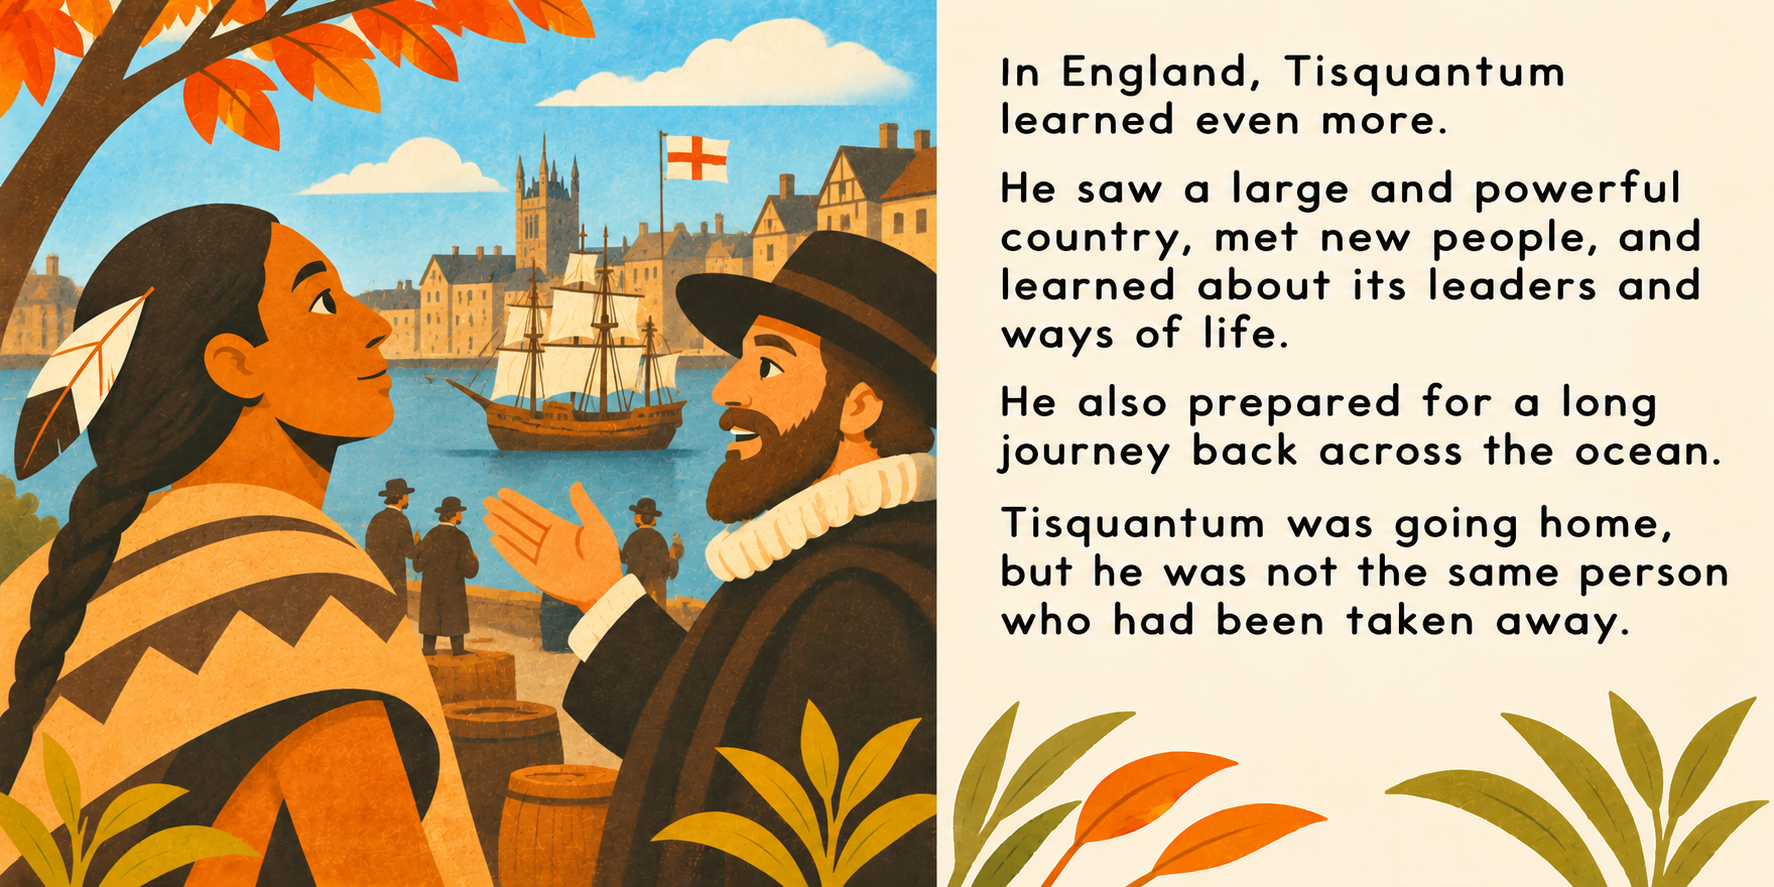 In England, Tisquantum
learned even more.
He saw a large and powerful
country, met new people, and
learned about its leaders and
ways of life.
He also prepared for a long
journey back across the ocean.
Tisquantum was going home,
but he was not the same person
who had been taken away.